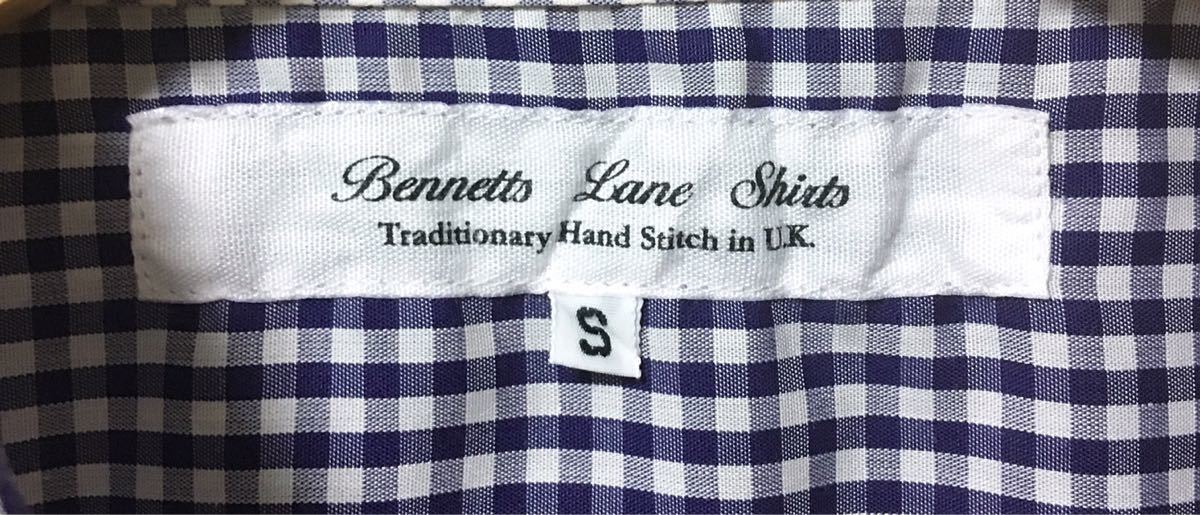 Bennetts Lane Shirts
Traditionary Hand Stitch in U.K.
S